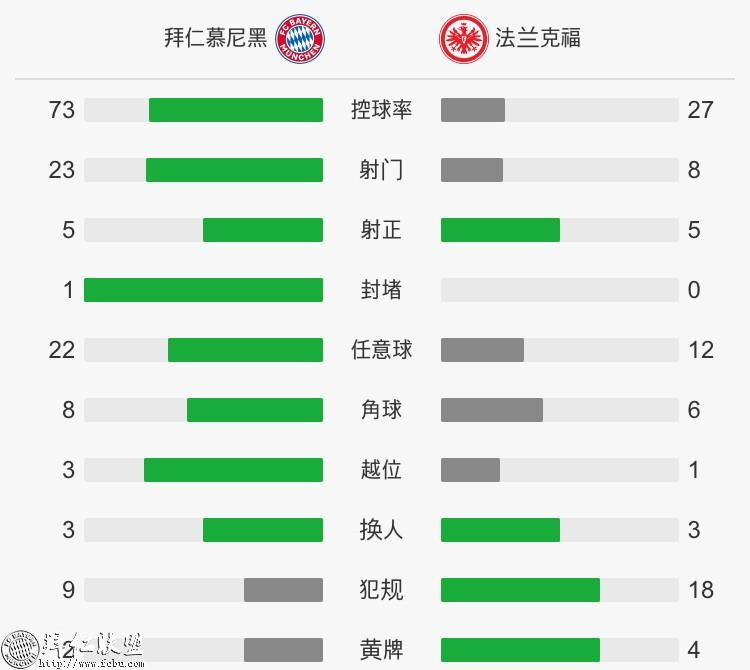 拜仁慕尼黑 FC BAYERN MÜNCHEN 法兰克福
73 控球率 27
23 射门 8
5 射正 5
1 封堵 0
22 任意球 12
8 角球 6
3 越位 1
3 换人 3
9 犯规 18
2 黄牌 4
拜仁联盟
http://www.fcbu.com